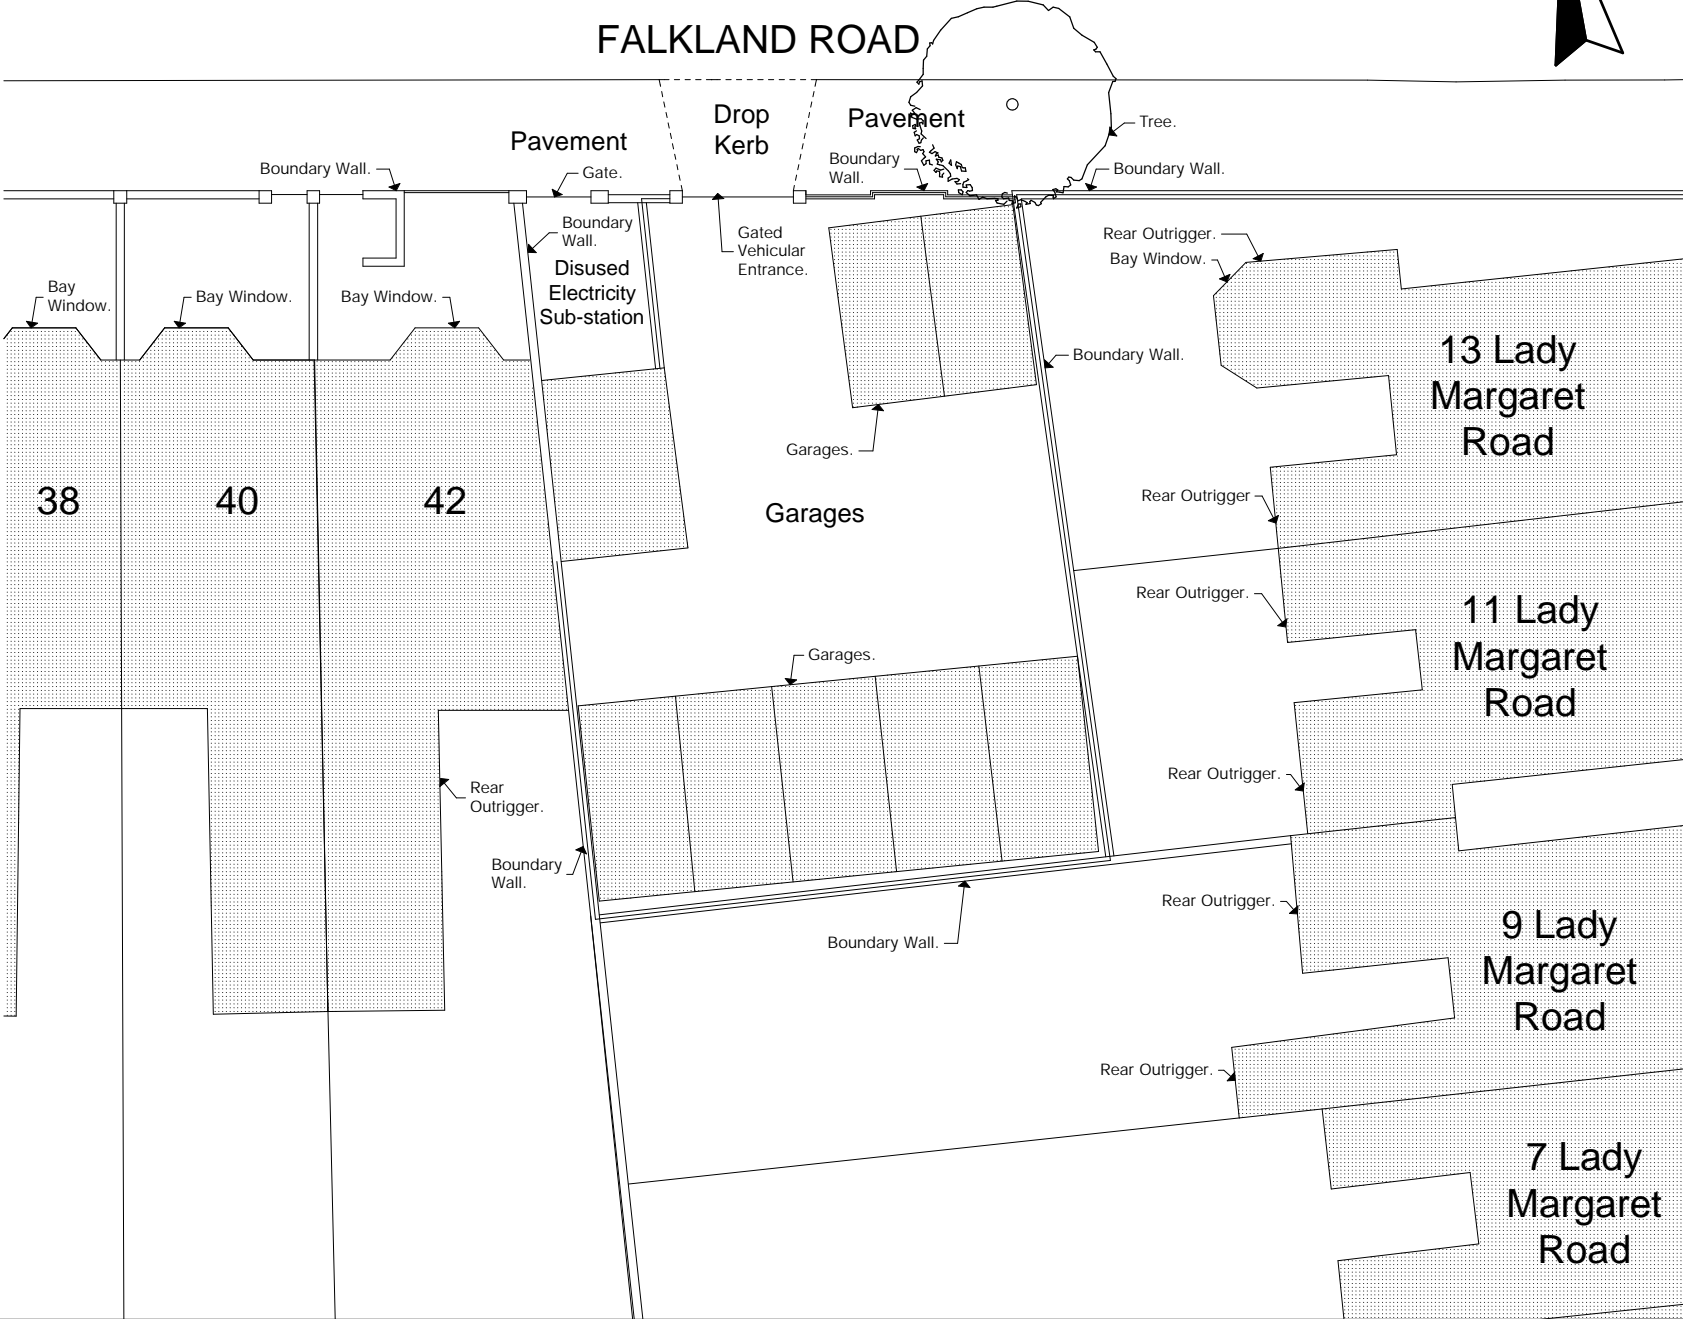 FALKLAND ROAD
Drop
Kerb
Pavement
Pavement
Tree.
Boundary Wall.
Gate.
Boundary
Wall.
Boundary Wall.
Boundary
Wall.
Gated
Vehicular
Entrance.
Rear Outrigger.
Bay Window.
Disused
Electricity
Sub-station
Bay
Window.
Bay Window.
Bay Window.
13 Lady
Margaret
Road
Boundary Wall.
Garages.
38
40
42
Garages
Rear Outrigger
Rear Outrigger.
11 Lady
Margaret
Road
Garages.
Rear
Outrigger.
Rear Outrigger.
Boundary
Wall.
Rear Outrigger.
9 Lady
Margaret
Road
Boundary Wall.
Rear Outrigger.
7 Lady
Margaret
Road